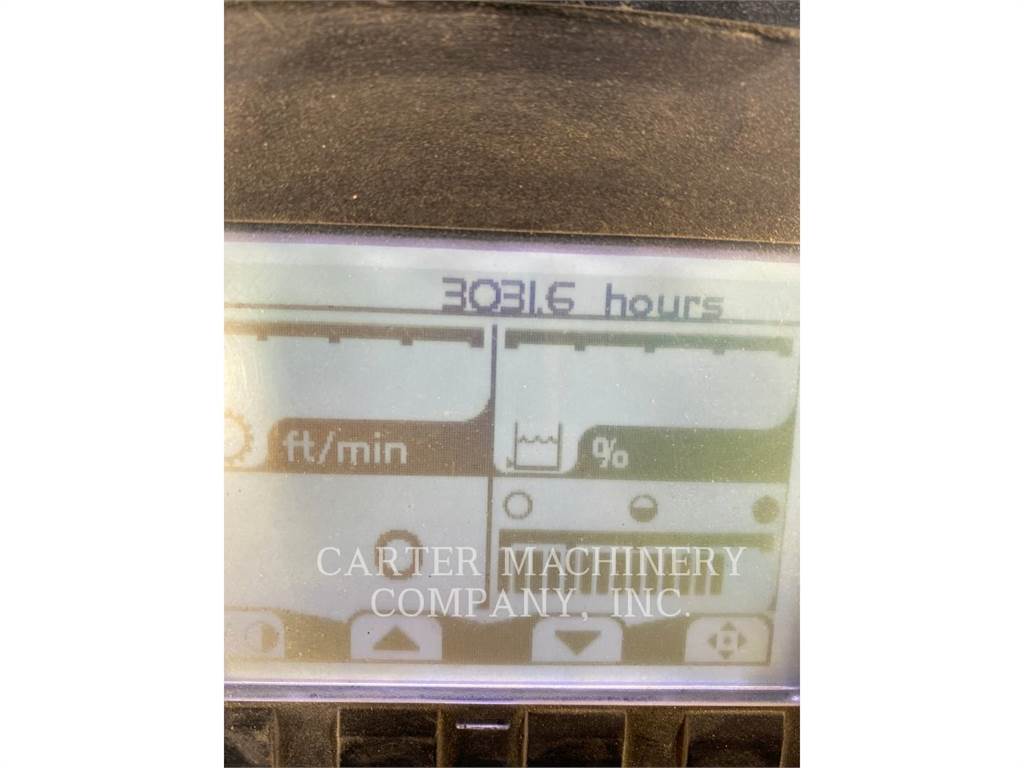 3031.6 hours
ft/min
%
CARTER MACHINERY
COMPANY, INC.